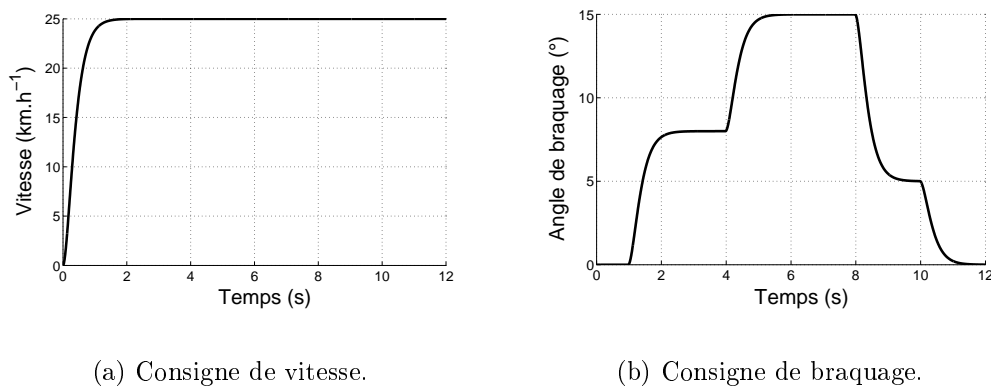 Vitesse (km.h⁻¹)
25
20
15
10
5
0
0 2 4 6 8 10 12
Temps (s)
(a) Consigne de vitesse.
Angle de braquage (°)
15
10
5
0
0 2 4 6 8 10 12
Temps (s)
(b) Consigne de braquage.